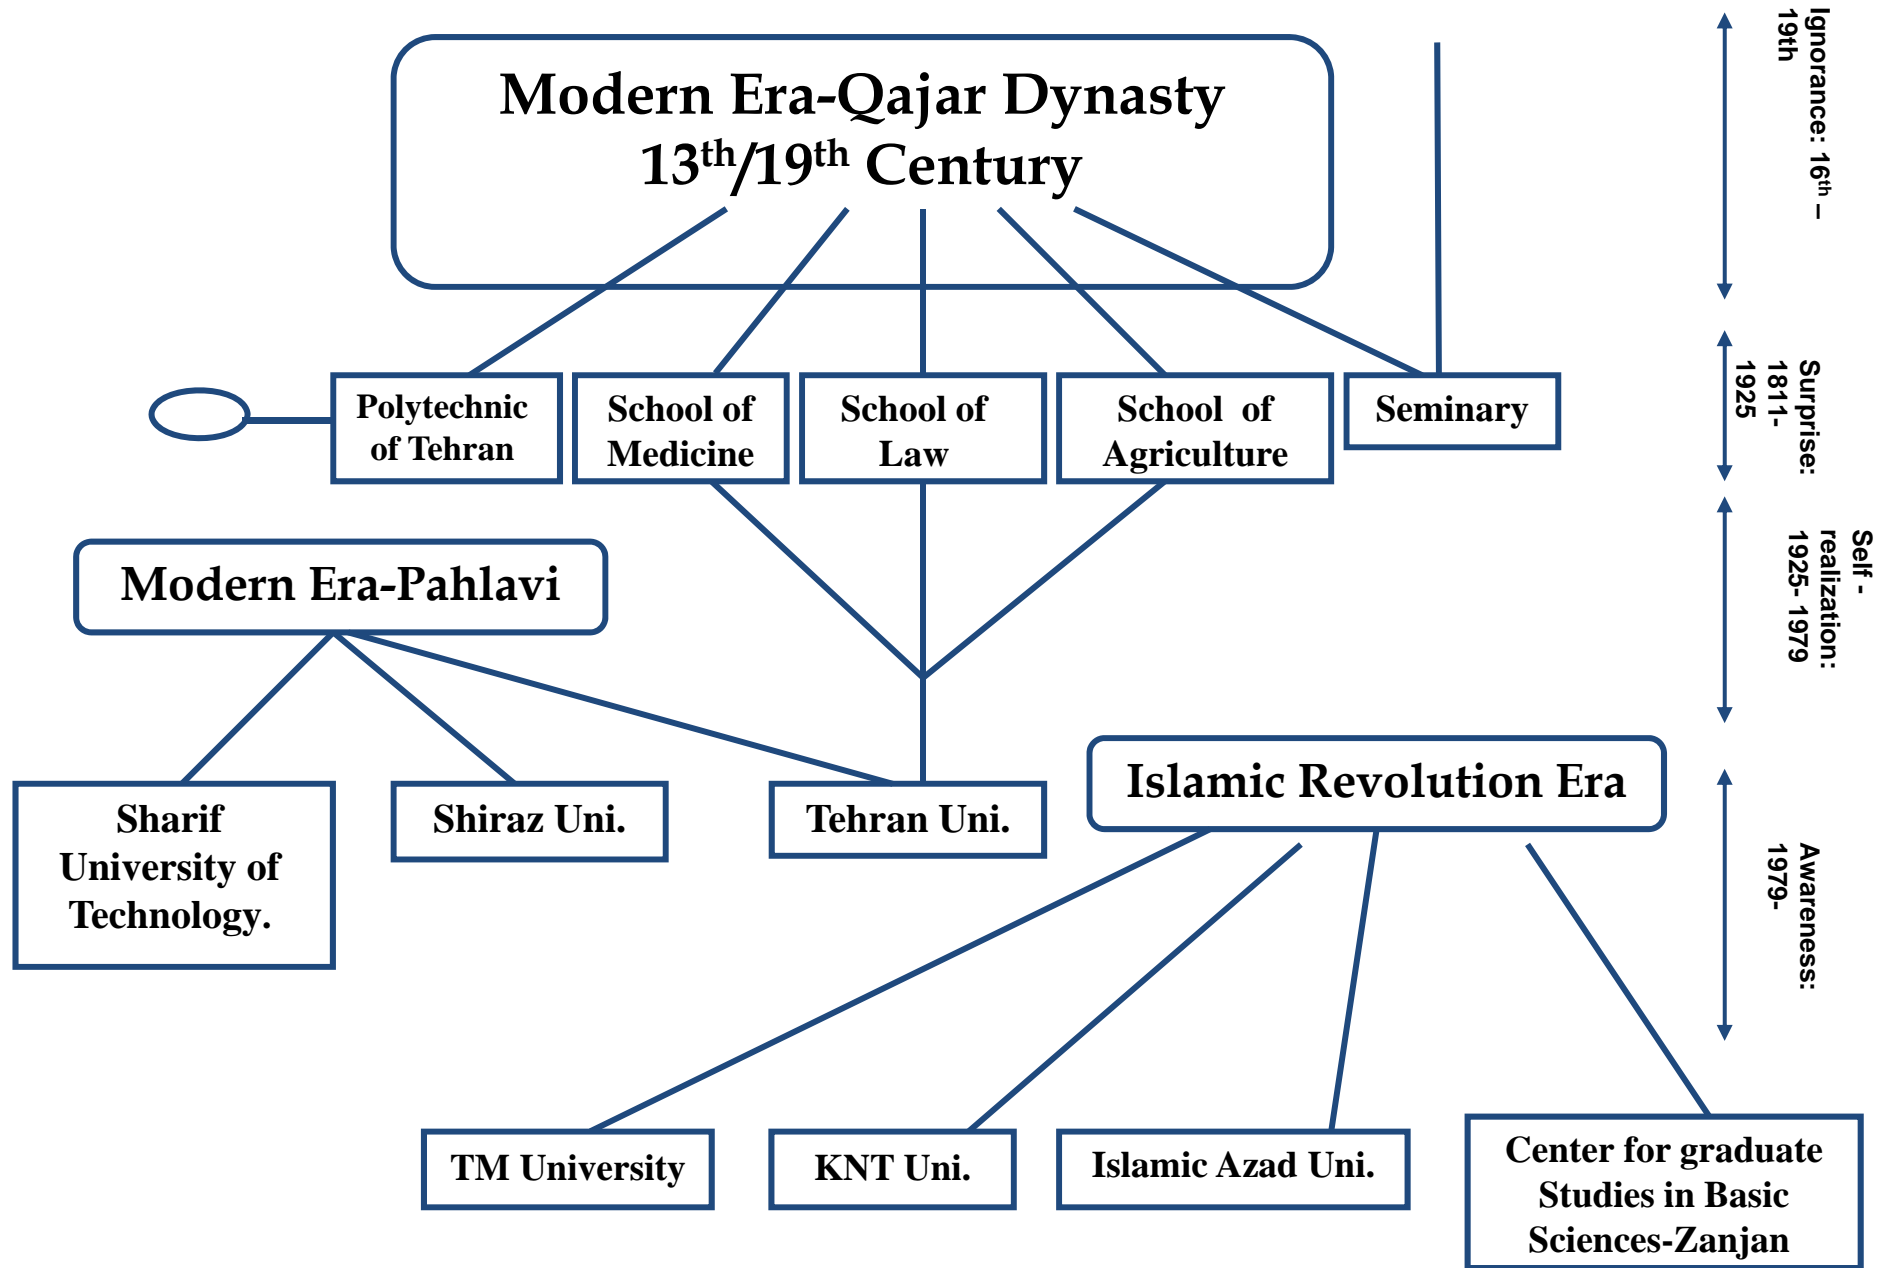 Modern Era-Qajar Dynasty
13th/19th Century
Ignorance: 16th –
19th
Polytechnic
of Tehran
School of
Medicine
School of
Law
School of
Agriculture
Seminary
Surprise:
1811-
1925
Modern Era-Pahlavi
Self -
realization:
1925- 1979
Sharif
University of
Technology.
Shiraz Uni.
Tehran Uni.
Islamic Revolution Era
Awareness:
1979-
TM University
KNT Uni.
Islamic Azad Uni.
Center for graduate
Studies in Basic
Sciences-Zanjan